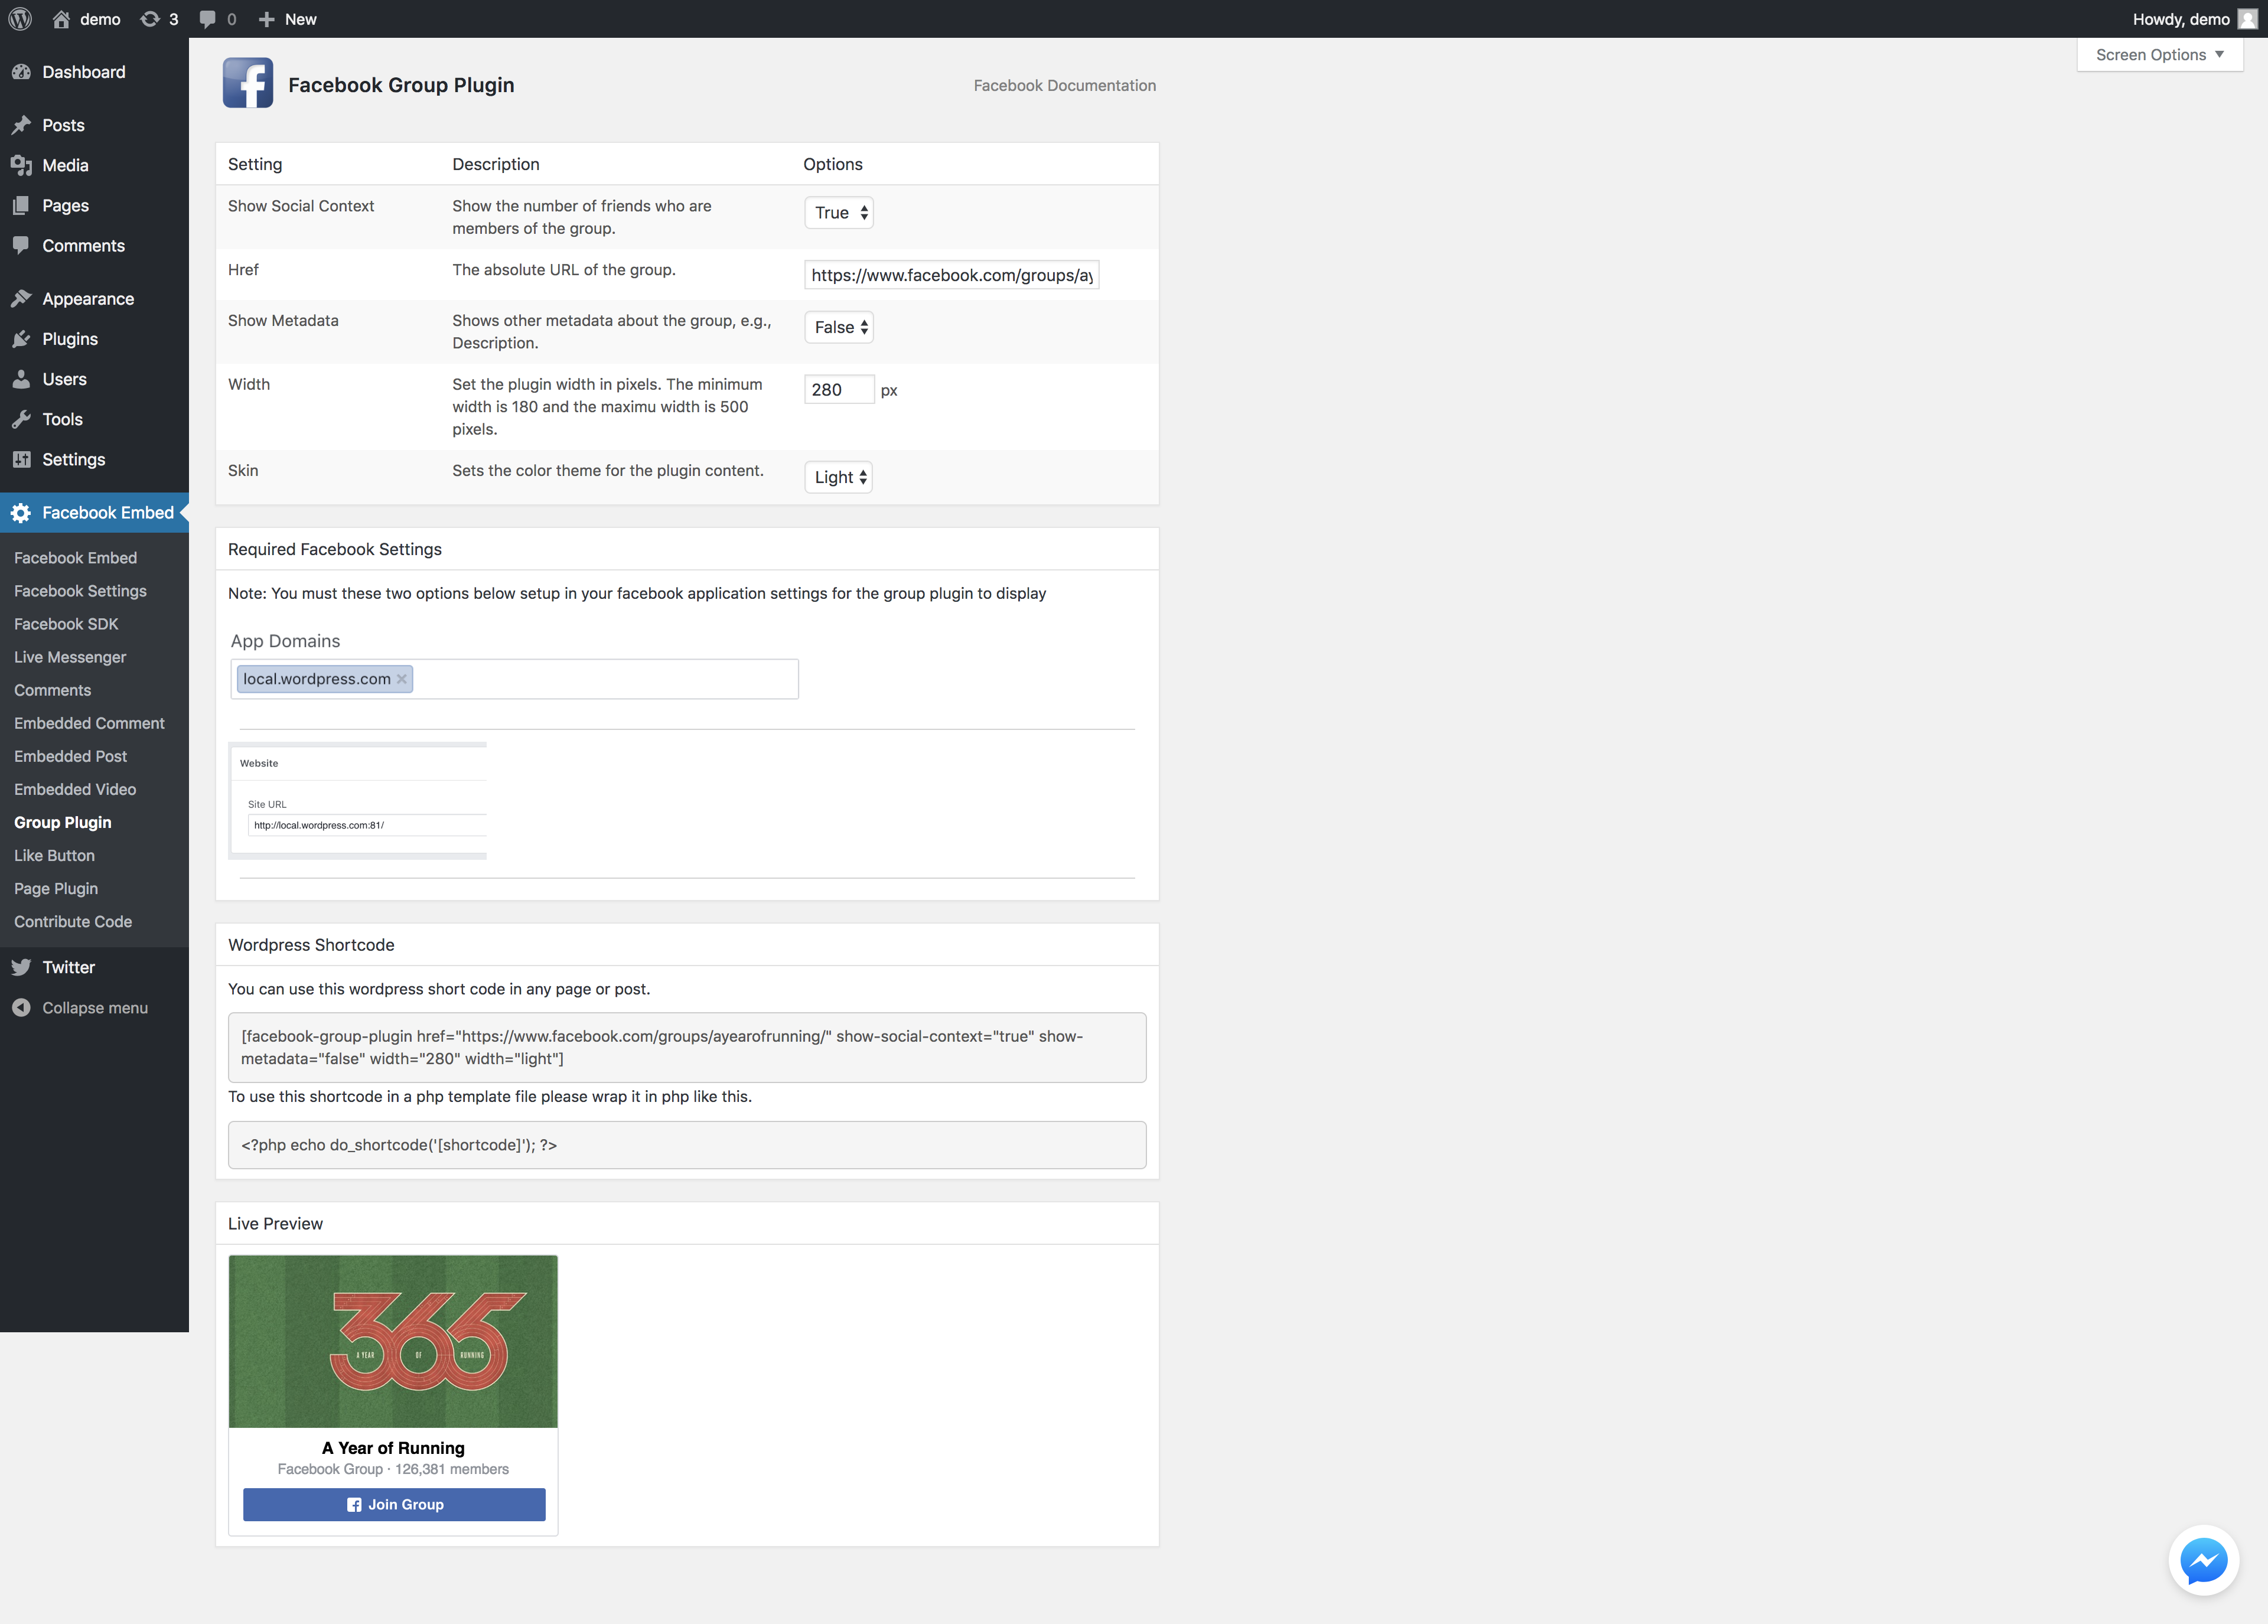 demo 3 0 New Howdy, demo
Screen Options
Dashboard
Posts
Media
Pages
Comments
Appearance
Plugins
Users
Tools
Settings
Facebook Embed
Facebook Embed
Facebook Settings
Facebook SDK
Live Messenger
Comments
Embedded Comment
Embedded Post
Embedded Video
Group Plugin
Like Button
Page Plugin
Contribute Code
Twitter
Collapse menu
Facebook Group Plugin Facebook Documentation
Setting Description Options
Show Social Context Show the number of friends who are True
members of the group.
Href The absolute URL of the group. https://www.facebook.com/groups/ay
Show Metadata Shows other metadata about the group, e.g., False
Description.
Width Set the plugin width in pixels. The minimum 280 px
width is 180 and the maximu width is 500
pixels.
Skin Sets the color theme for the plugin content. Light
Required Facebook Settings
Note: You must these two options below setup in your facebook application settings for the group plugin to display
App Domains
local.wordpress.com ×
Website
Site URL
http://local.wordpress.com:81/
Wordpress Shortcode
You can use this wordpress short code in any page or post.
[facebook-group-plugin href="https://www.facebook.com/groups/ayearofrunning/" show-social-context="true" show-
metadata="false" width="280" width="light"]
To use this shortcode in a php template file please wrap it in php like this.
<?php echo do_shortcode('[shortcode]'); ?>
Live Preview
365
A YEAR OF RUNNING
A Year of Running
Facebook Group · 126,381 members
Join Group